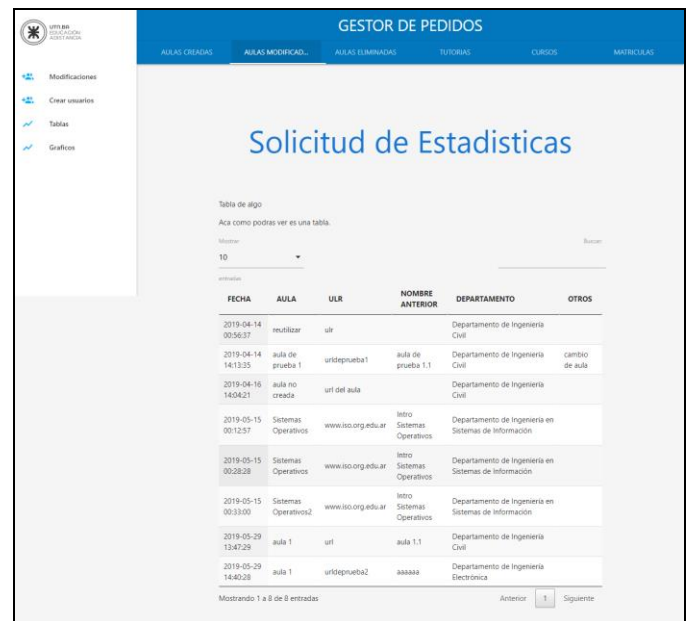 UTN.BA
EDUCACIÓN
ADISTANCIA
GESTOR DE PEDIDOS
AULAS CREADAS AULAS MODIFICAD... AULAS ELIMINADAS TUTORIAS CURSOS MATRICULAS
Modificaciones
Crear usuarios
Tablas
Graficos
Solicitud de Estadisticas
Tabla de algo
Aca como podras ver es una tabla.
Mostrar Buscar:
10
entradas
FECHA AULA ULR NOMBRE ANTERIOR DEPARTAMENTO OTROS
2019-04-14 00:56:37 reutilizar ulr Departamento de Ingeniería Civil
2019-04-14 14:13:35 aula de prueba 1 urldeprueba1 aula de prueba 1.1 Departamento de Ingeniería Civil cambio de aula
2019-04-16 14:04:21 aula no creada url del aula Departamento de Ingeniería Civil
2019-05-15 00:12:57 Sistemas Operativos www.iso.org.edu.ar Intro Sistemas Operativos Departamento de Ingeniería en Sistemas de Información
2019-05-15 00:28:28 Sistemas Operativos www.iso.org.edu.ar Intro Sistemas Operativos Departamento de Ingeniería en Sistemas de Información
2019-05-15 00:33:00 Sistemas Operativos2 www.iso.org.edu.ar Intro Sistemas Operativos Departamento de Ingeniería en Sistemas de Información
2019-05-29 13:47:29 aula 1 url aula 1.1 Departamento de Ingeniería Civil
2019-05-29 14:40:28 aula 1 urldeprueba2 aaaaaa Departamento de Ingeniería Electrónica
Mostrando 1 a 8 de 8 entradas Anterior 1 Siguiente